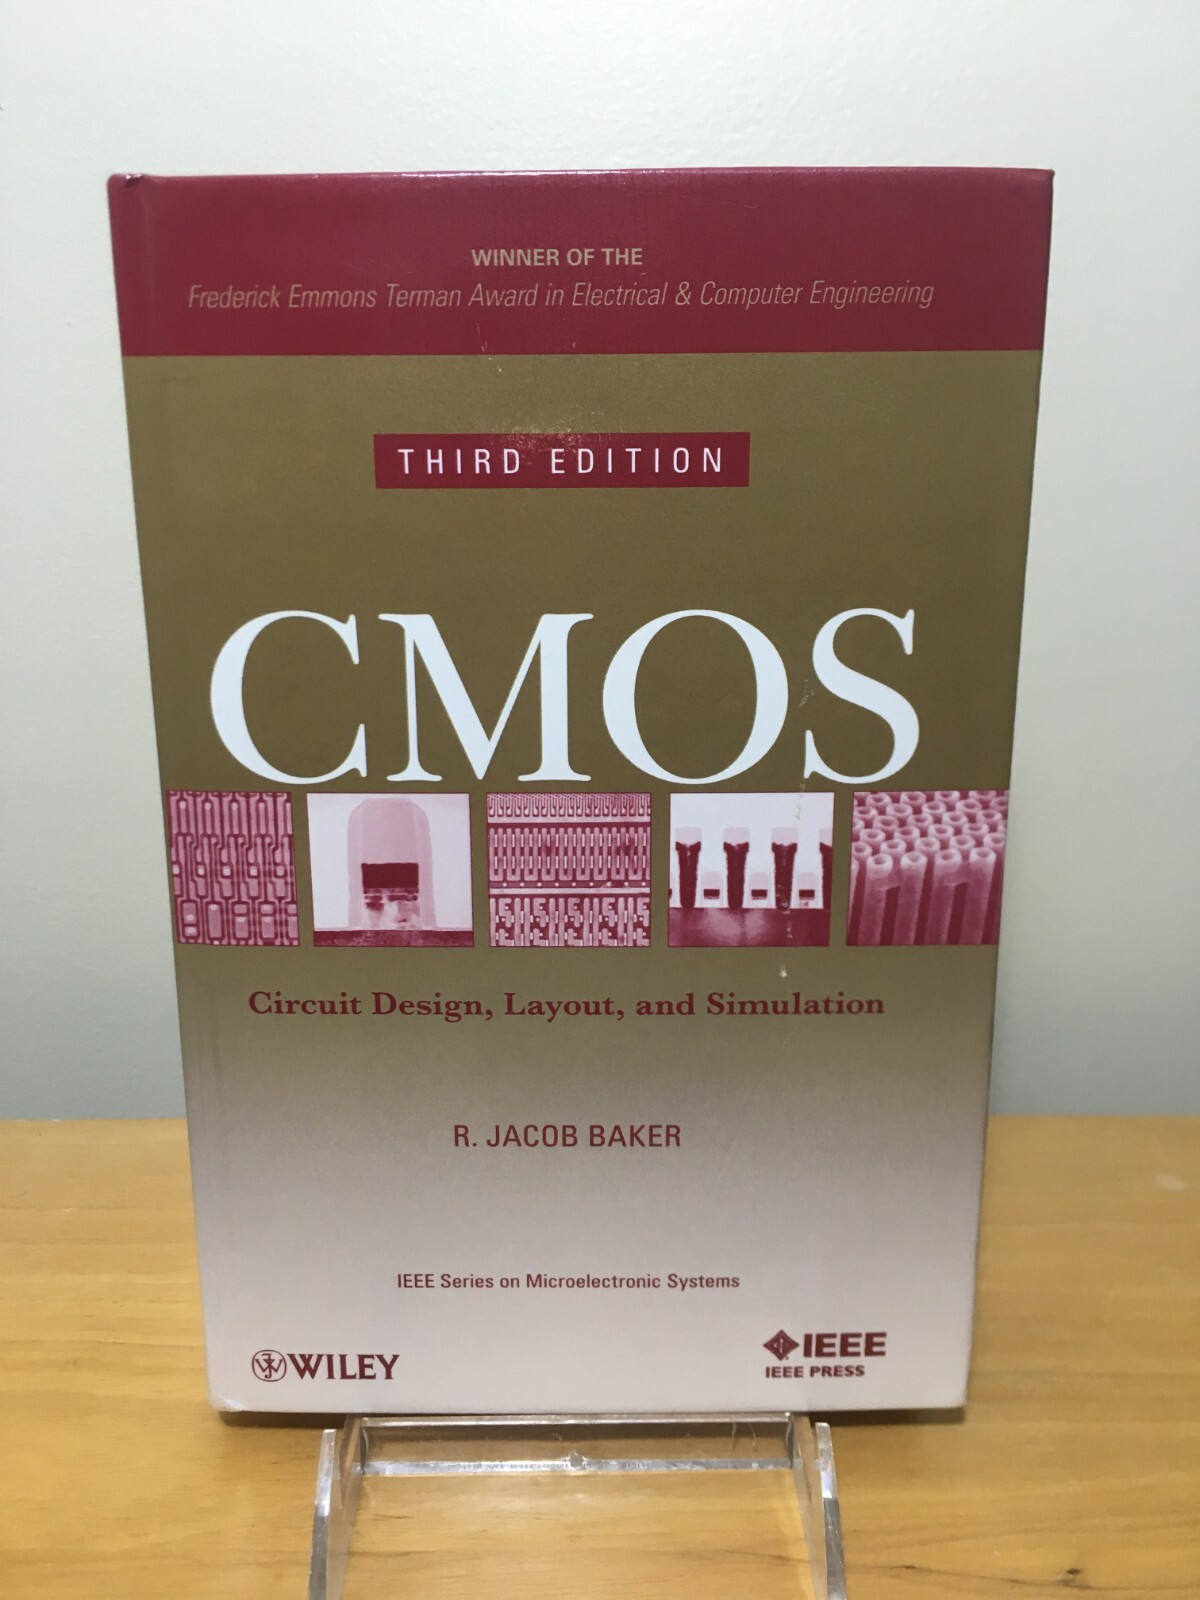 WINNER OF THE
Frederick Emmons Terman Award in Electrical & Computer Engineering
THIRD EDITION
CMOS
Circuit Design, Layout, and Simulation
R. JACOB BAKER
IEEE Series on Microelectronic Systems
WILEY
IEEE
IEEE PRESS